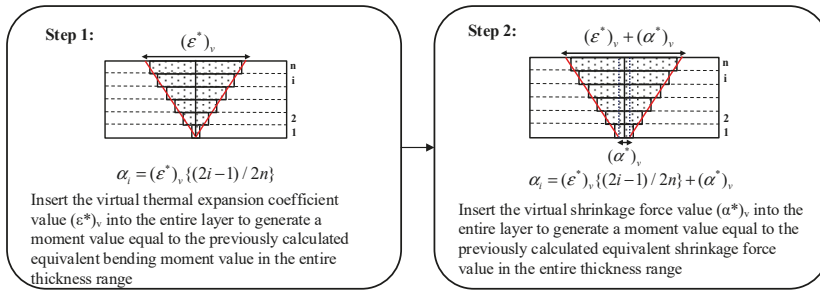 Step 1:
(ε*)ᵥ
n
i
2
1
αᵢ = (ε*)ᵥ{(2i−1) / 2n}
Insert the virtual thermal expansion coefficient
value (ε*)ᵥ into the entire layer to generate a
moment value equal to the previously calculated
equivalent bending moment value in the entire
thickness range
Step 2:
(ε*)ᵥ + (α*)ᵥ
n
i
2
1
(α*)ᵥ
αᵢ = (ε*)ᵥ{(2i−1) / 2n} + (α*)ᵥ
Insert the virtual shrinkage force value (α*)ᵥ into the
entire layer to generate a moment value equal to the
previously calculated equivalent shrinkage force
value in the entire thickness range